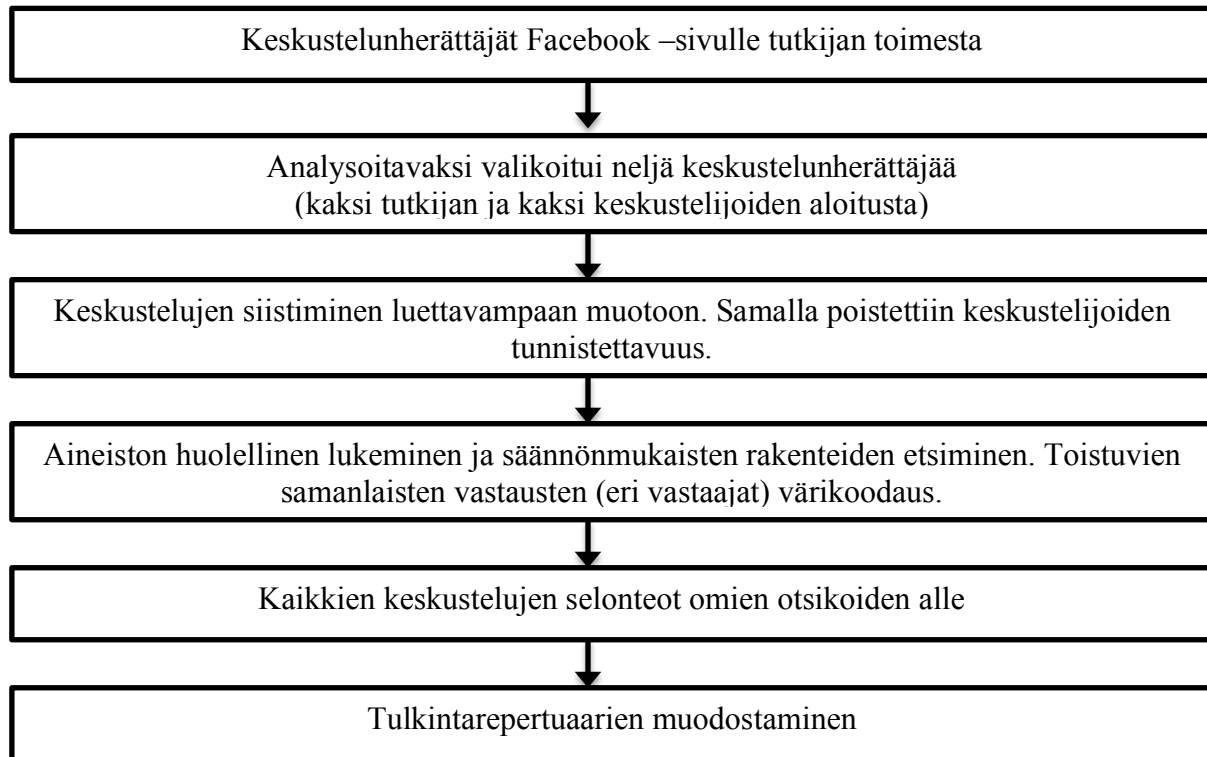 Keskustelunherättäjät Facebook –sivulle tutkijan toimesta
Analysoitavaksi valikoitui neljä keskustelunherättäjää
(kaksi tutkijan ja kaksi keskustelijoiden aloitusta)
Keskustelujen siistiminen luettavampaan muotoon. Samalla poistettiin keskustelijoiden
tunnistettavuus.
Aineiston huolellinen lukeminen ja säännönmukaisten rakenteiden etsiminen. Toistuvien
samanlaisten vastausten (eri vastaajat) värikoodaus.
Kaikkien keskustelujen selonteot omien otsikoiden alle
Tulkintarepertuaarien muodostaminen